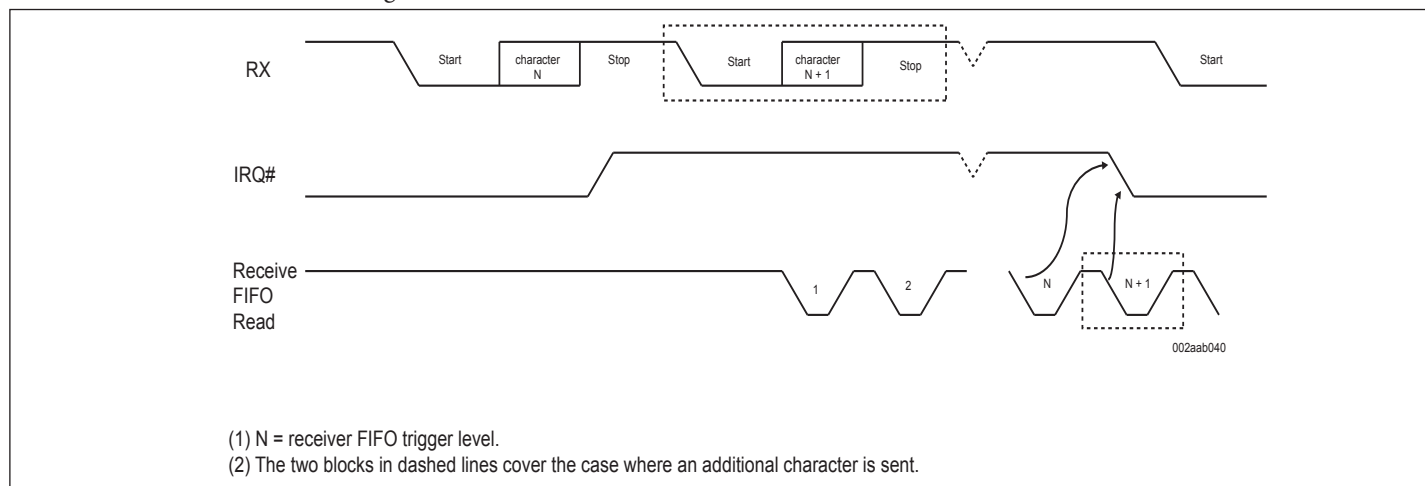 RX
Start
character
N
Stop
Start
character
N + 1
Stop
Start
IRQ#
Receive
FIFO
Read
1
2
N
N + 1
002aab040
(1) N = receiver FIFO trigger level.
(2) The two blocks in dashed lines cover the case where an additional character is sent.